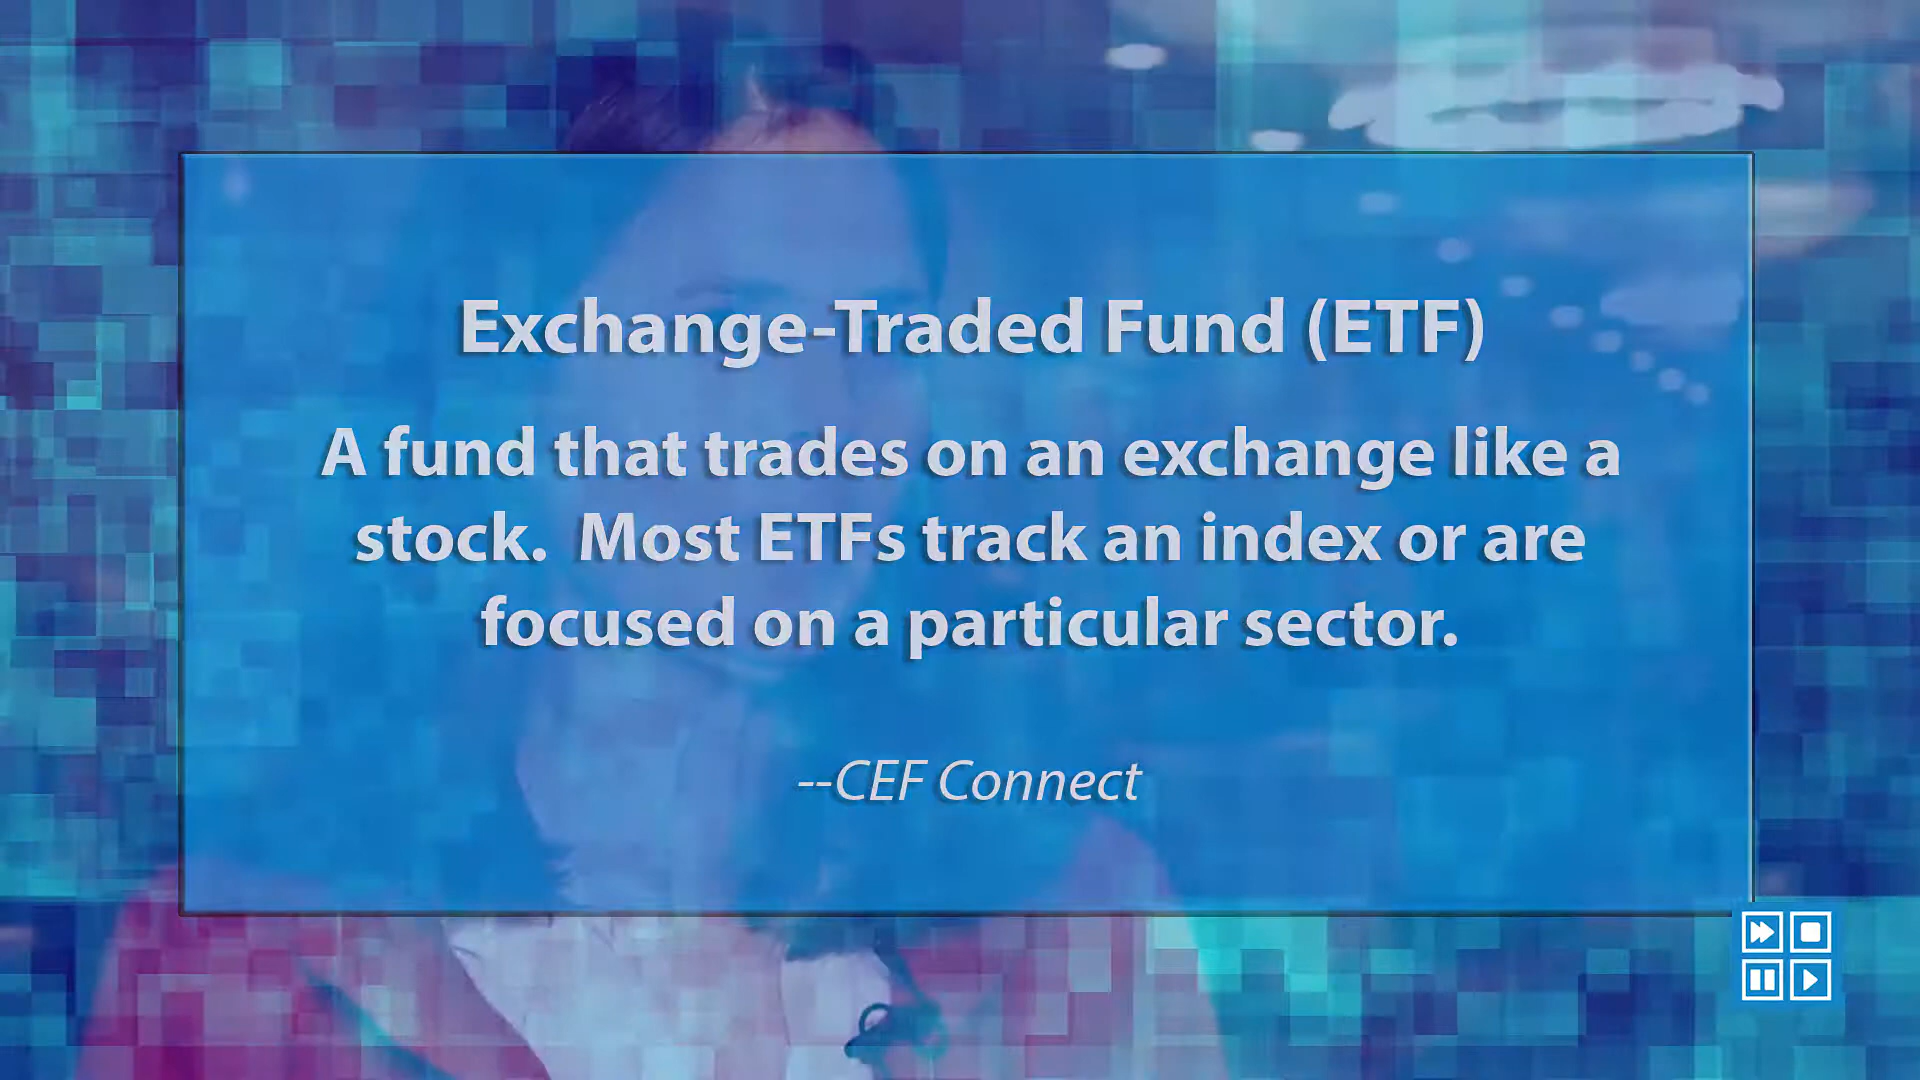 Exchange-Traded Fund (ETF)
A fund that trades on an exchange like a
stock.  Most ETFs track an index or are
focused on a particular sector.
--CEF Connect